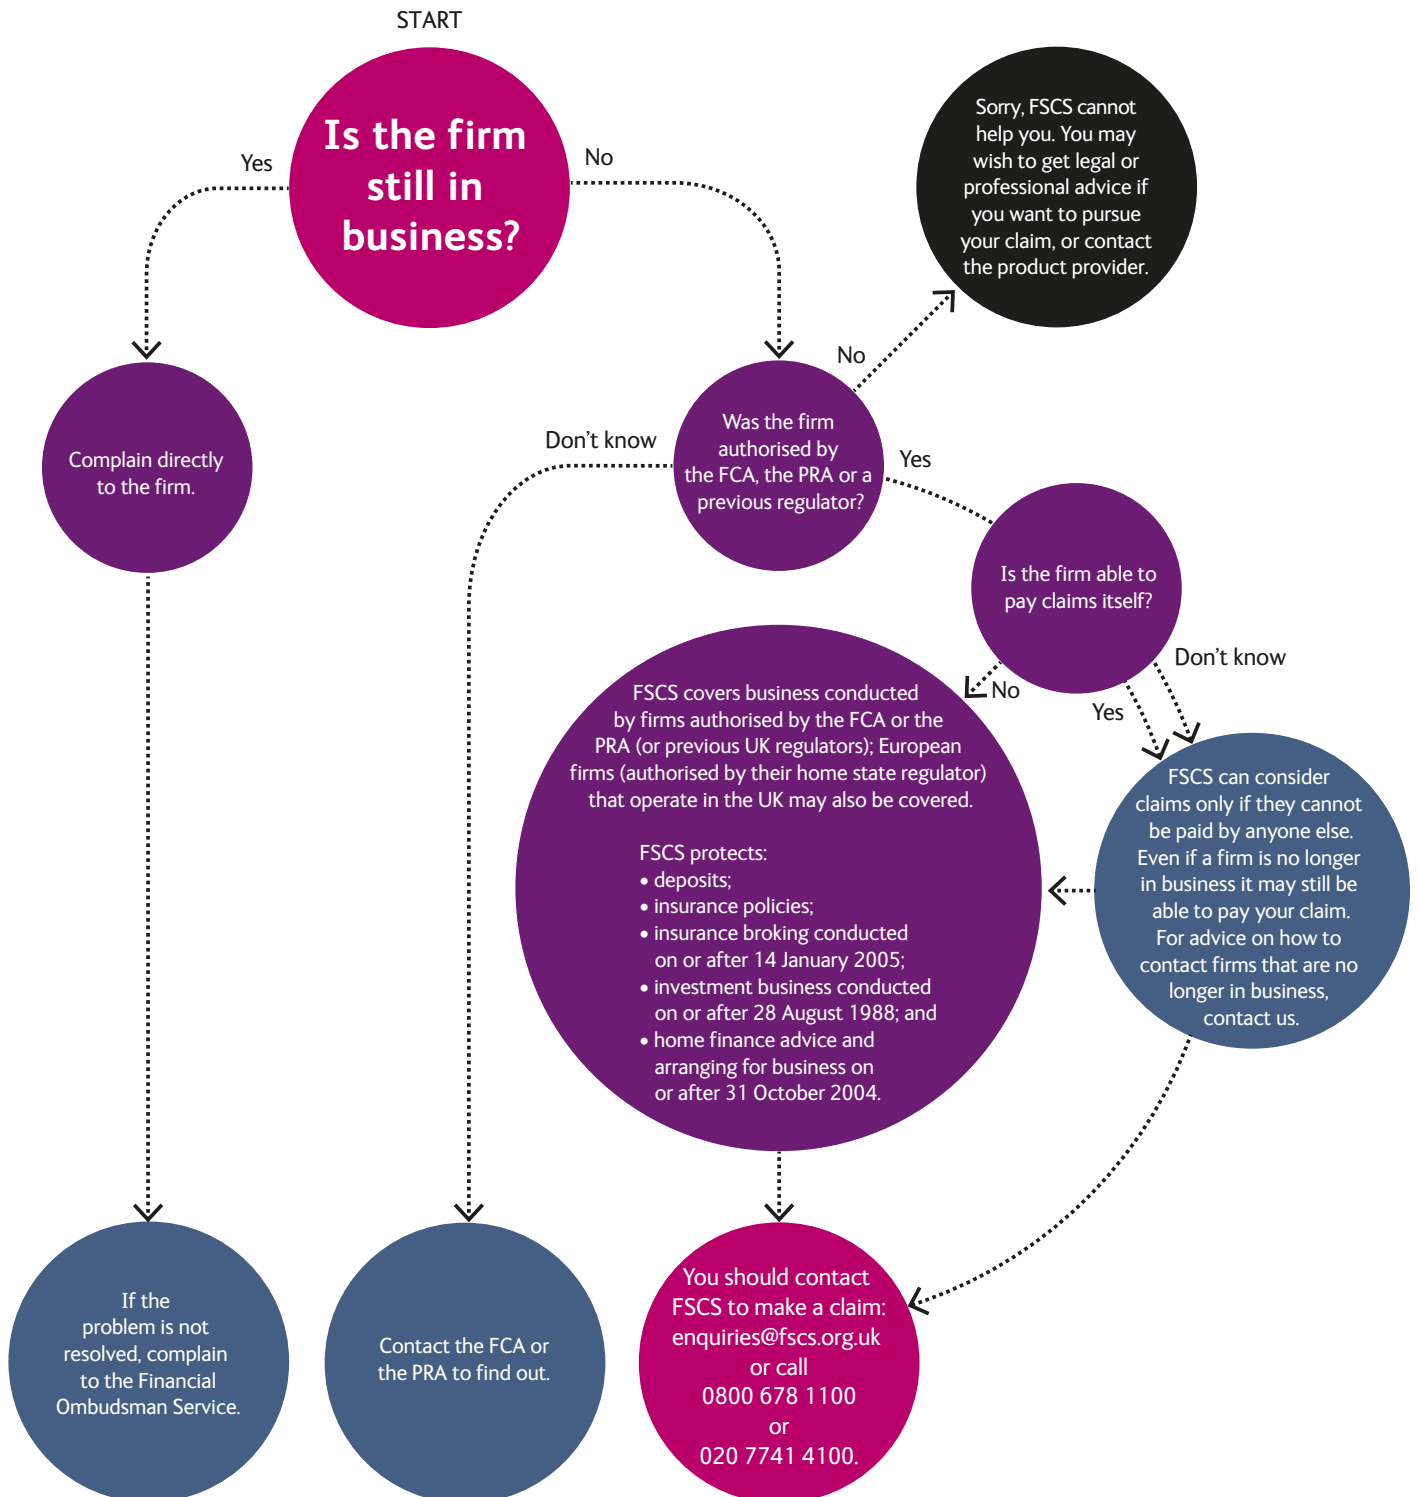 START
Is the firm
still in
business?
Yes
No
Sorry, FSCS cannot
help you. You may
wish to get legal or
professional advice if
you want to pursue
your claim, or contact
the product provider.
Complain directly
to the firm.
Was the firm
authorised by
the FCA, the PRA or a
previous regulator?
No
Don't know
Yes
Is the firm able to
pay claims itself?
No
Yes
Don't know
FSCS covers business conducted
by firms authorised by the FCA or the
PRA (or previous UK regulators); European
firms (authorised by their home state regulator)
that operate in the UK may also be covered.
FSCS protects:
• deposits;
• insurance policies;
• insurance broking conducted
on or after 14 January 2005;
• investment business conducted
on or after 28 August 1988; and
• home finance advice and
arranging for business on
or after 31 October 2004.
FSCS can consider
claims only if they cannot
be paid by anyone else.
Even if a firm is no longer
in business it may still be
able to pay your claim.
For advice on how to
contact firms that are no
longer in business,
contact us.
If the
problem is not
resolved, complain
to the Financial
Ombudsman Service.
Contact the FCA or
the PRA to find out.
You should contact
FSCS to make a claim:
enquiries@fscs.org.uk
or call
0800 678 1100
or
020 7741 4100.